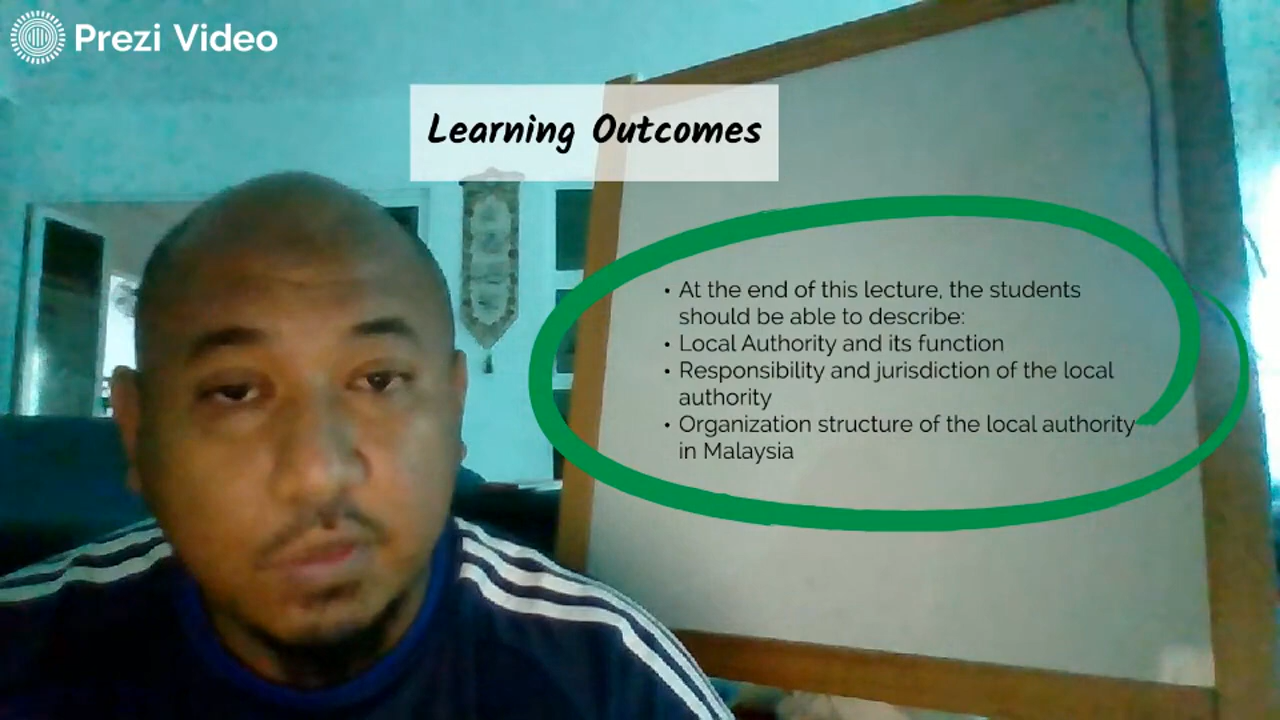 Prezi Video
Learning Outcomes
• At the end of this lecture, the students
should be able to describe:
• Local Authority and its function
• Responsibility and jurisdiction of the local
authority
• Organization structure of the local authority
in Malaysia